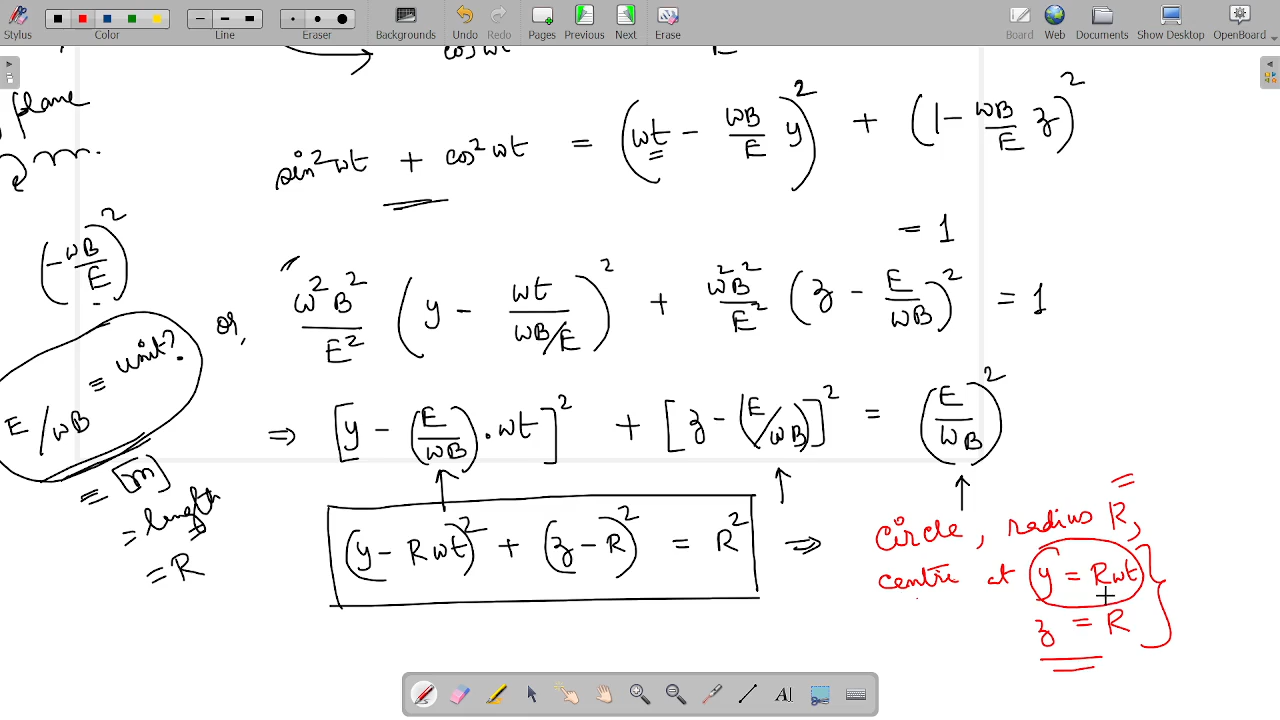 Stylus Color Line Eraser Backgrounds Undo Redo Pages Previous Next Erase Board Web Documents Show Desktop OpenBoard
cos ωt E
plane
sin²ωt + cos²ωt = (ωt − ωB/E y)² + (1 − ωB/E z)²
= 1
(−ωB/E)²
or, ω²B²/E² (y − ωt/(ωB/E))² + ω²B²/E² (z − E/ωB)² = 1
E/ωB = unit?
= [m]
= length
= R
⇒ [y − (E/ωB)·ωt]² + [z − (E/ωB)]² = (E/ωB)²
(y − Rωt)² + (z − R)² = R² ⇒
circle, radius R,
centre at y = Rωt
z = R